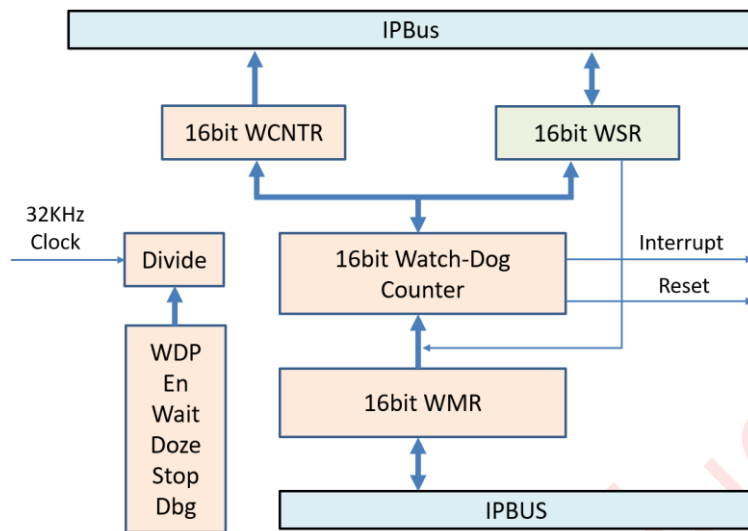 IPBus
16bit WCNTR
16bit WSR
32KHz
Clock
Divide
16bit Watch-Dog
Counter
Interrupt
Reset
WDP
En
Wait
Doze
Stop
Dbg
16bit WMR
IPBUS